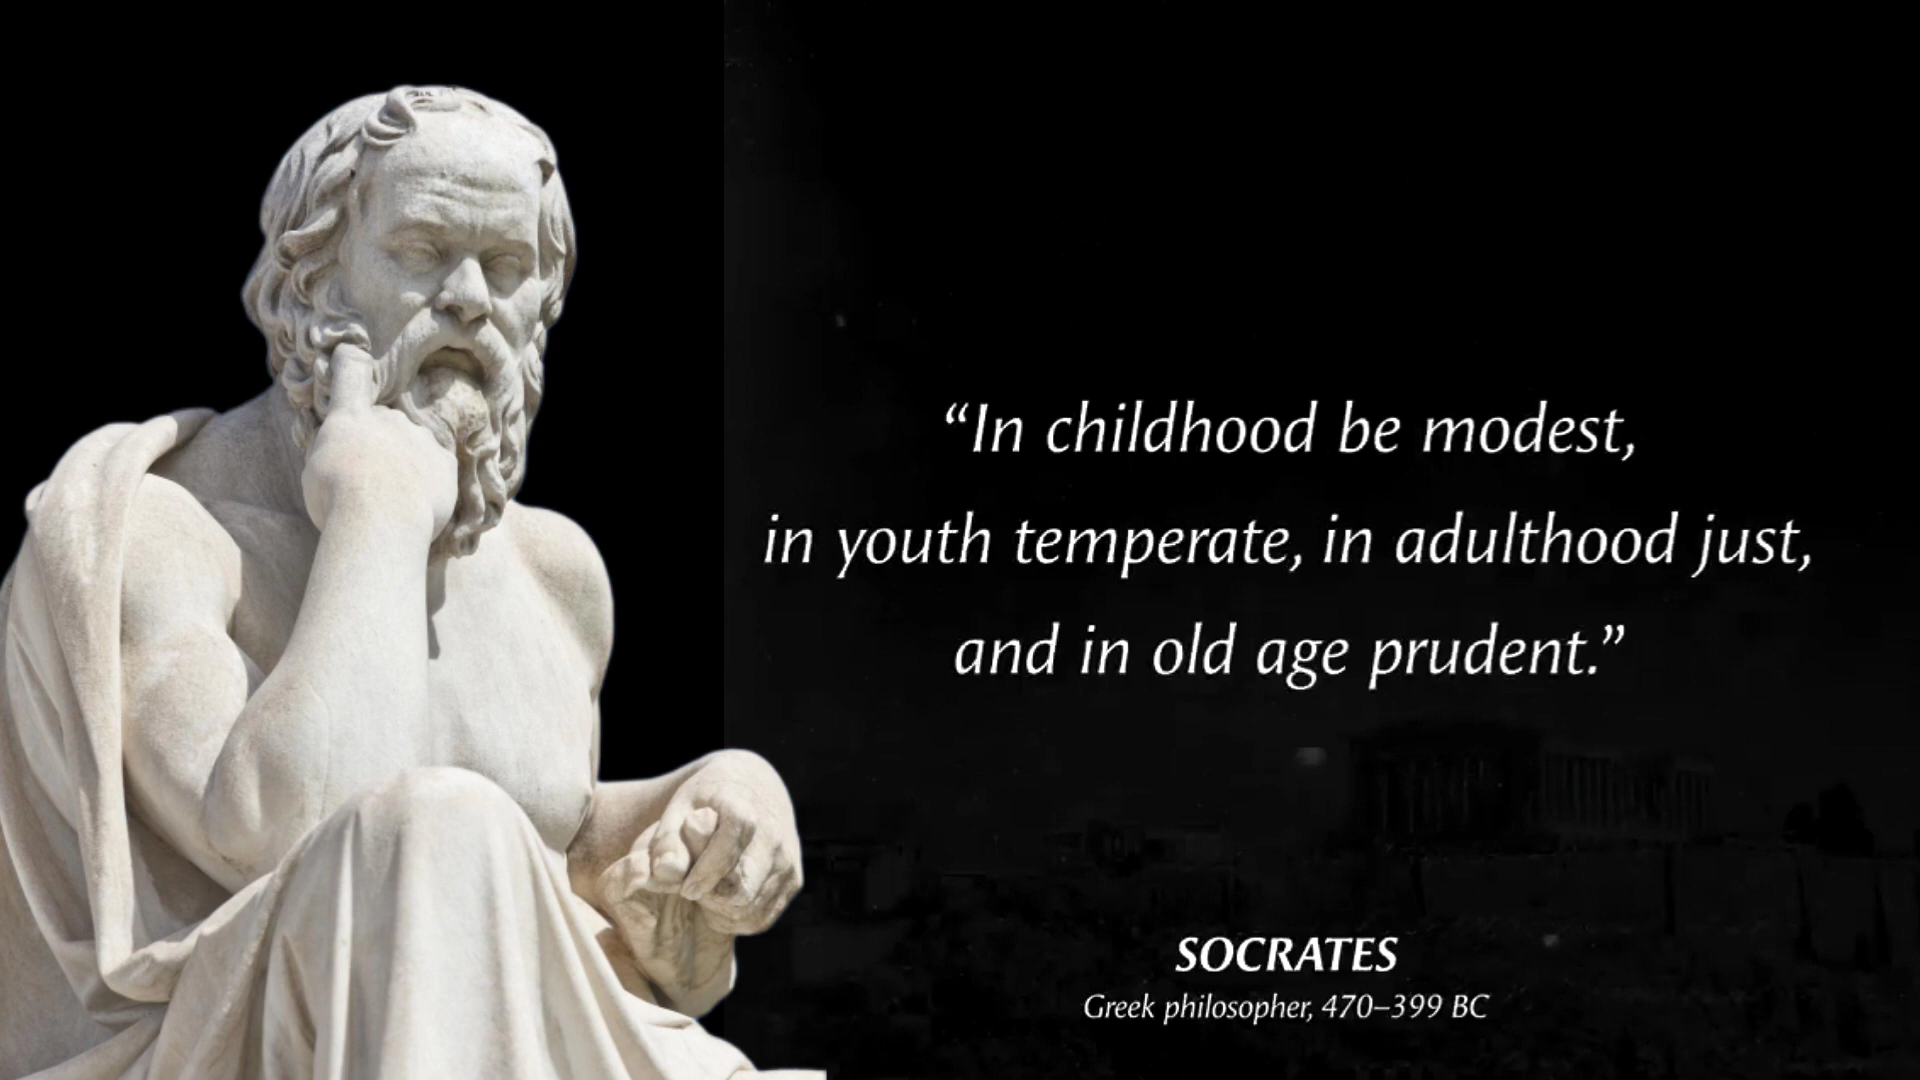 “In childhood be modest,
in youth temperate, in adulthood just,
and in old age prudent.”
SOCRATES
Greek philosopher, 470–399 BC